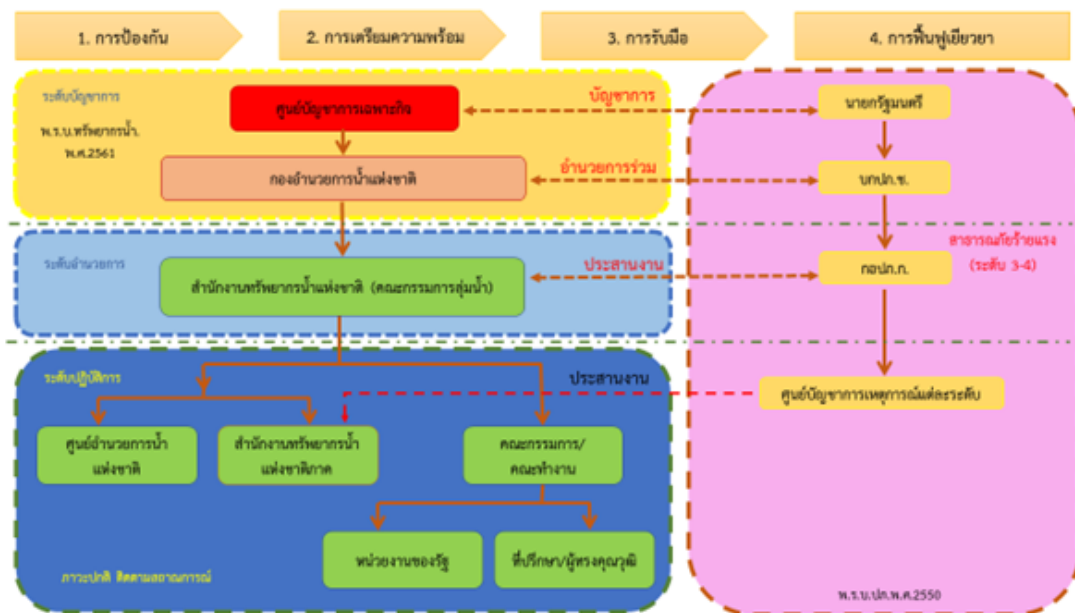 1. การป้องกัน
2. การเตรียมความพร้อม
3. การรับมือ
4. การฟื้นฟูเยียวยา
ระดับบัญชาการ
พ.ร.บ.ทรัพยากรน้ำ.
พ.ศ.2561
ศูนย์บัญชาการเฉพาะกิจ
บัญชาการ
นายกรัฐมนตรี
กองอำนวยการน้ำแห่งชาติ
อำนวยการร่วม
บกปภ.ช.
ระดับอำนวยการ
สำนักงานทรัพยากรน้ำแห่งชาติ (คณะกรรมการลุ่มน้ำ)
ประสานงาน
กอปภ.ก.
สาธารณภัยร้ายแรง
(ระดับ 3-4)
ระดับปฏิบัติการ
ประสานงาน
ศูนย์บัญชาการเหตุการณ์แต่ละระดับ
ศูนย์อำนวยการน้ำ
แห่งชาติ
สำนักงานทรัพยากรน้ำ
แห่งชาติภาค
คณะกรรมการ/
คณะทำงาน
หน่วยงานของรัฐ
ที่ปรึกษา/ผู้ทรงคุณวุฒิ
ภาวะปกติ ติดตามสถานการณ์
พ.ร.บ.ปภ.พ.ศ.2550